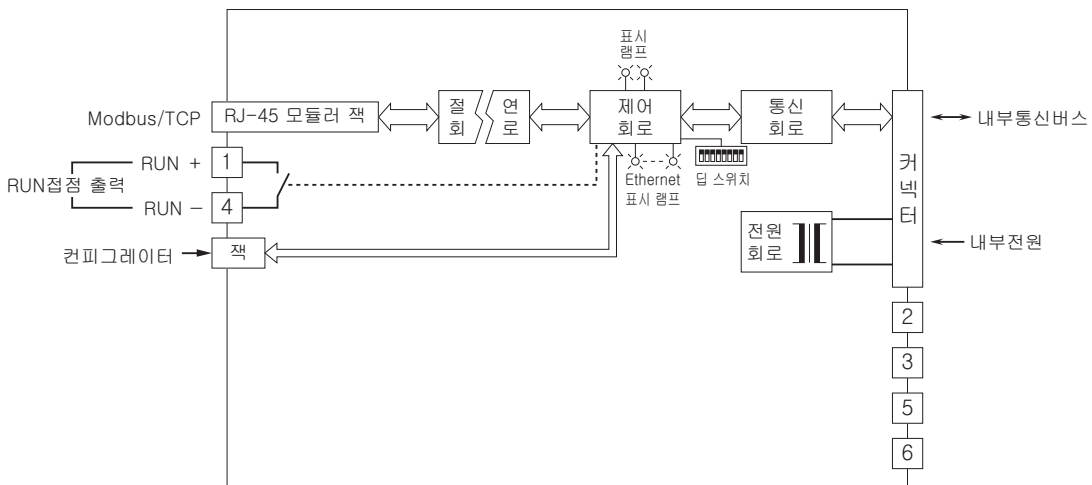 표시
램프
Modbus/TCP
RJ-45 모듈러 잭
절 연
회 로
제어
회로
통신
회로
내부통신버스
RUN +
1
RUN접점 출력
RUN −
4
Ethernet
표시 램프
딥 스위치
커넥터
컨피그레이터
잭
전원
회로
내부전원
2
3
5
6